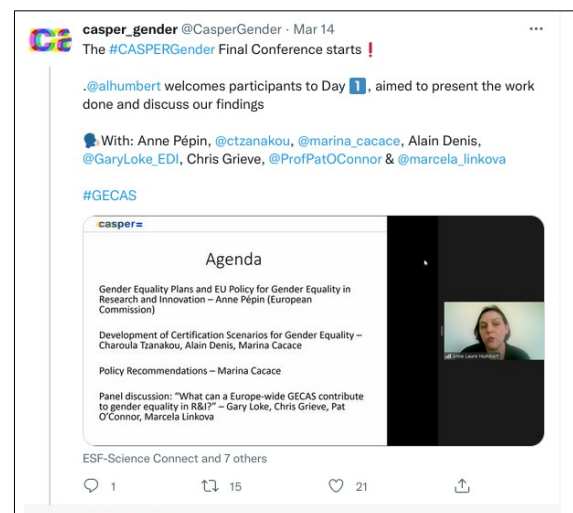 casper_gender @CasperGender · Mar 14
The #CASPERGender Final Conference starts ❗
.@alhumbert welcomes participants to Day 1️⃣, aimed to present the work
done and discuss our findings
🗣️With: Anne Pépin, @ctzanakou, @marina_cacace, Alain Denis,
@GaryLoke_EDI, Chris Grieve, @ProfPatOConnor & @marcela_linkova
#GECAS
casper=
Agenda
Gender Equality Plans and EU Policy for Gender Equality in
Research and Innovation – Anne Pépin (European
Commission)
Development of Certification Scenarios for Gender Equality –
Charoula Tzanakou, Alain Denis, Marina Cacace
Policy Recommendations – Marina Cacace
Panel discussion: "What can a Europe-wide GECAS contribute
to gender equality in R&I?" – Gary Loke, Chris Grieve, Pat
O'Connor, Marcela Linkova
Anne Laure Humbert
ESF-Science Connect and 7 others
1 15 21